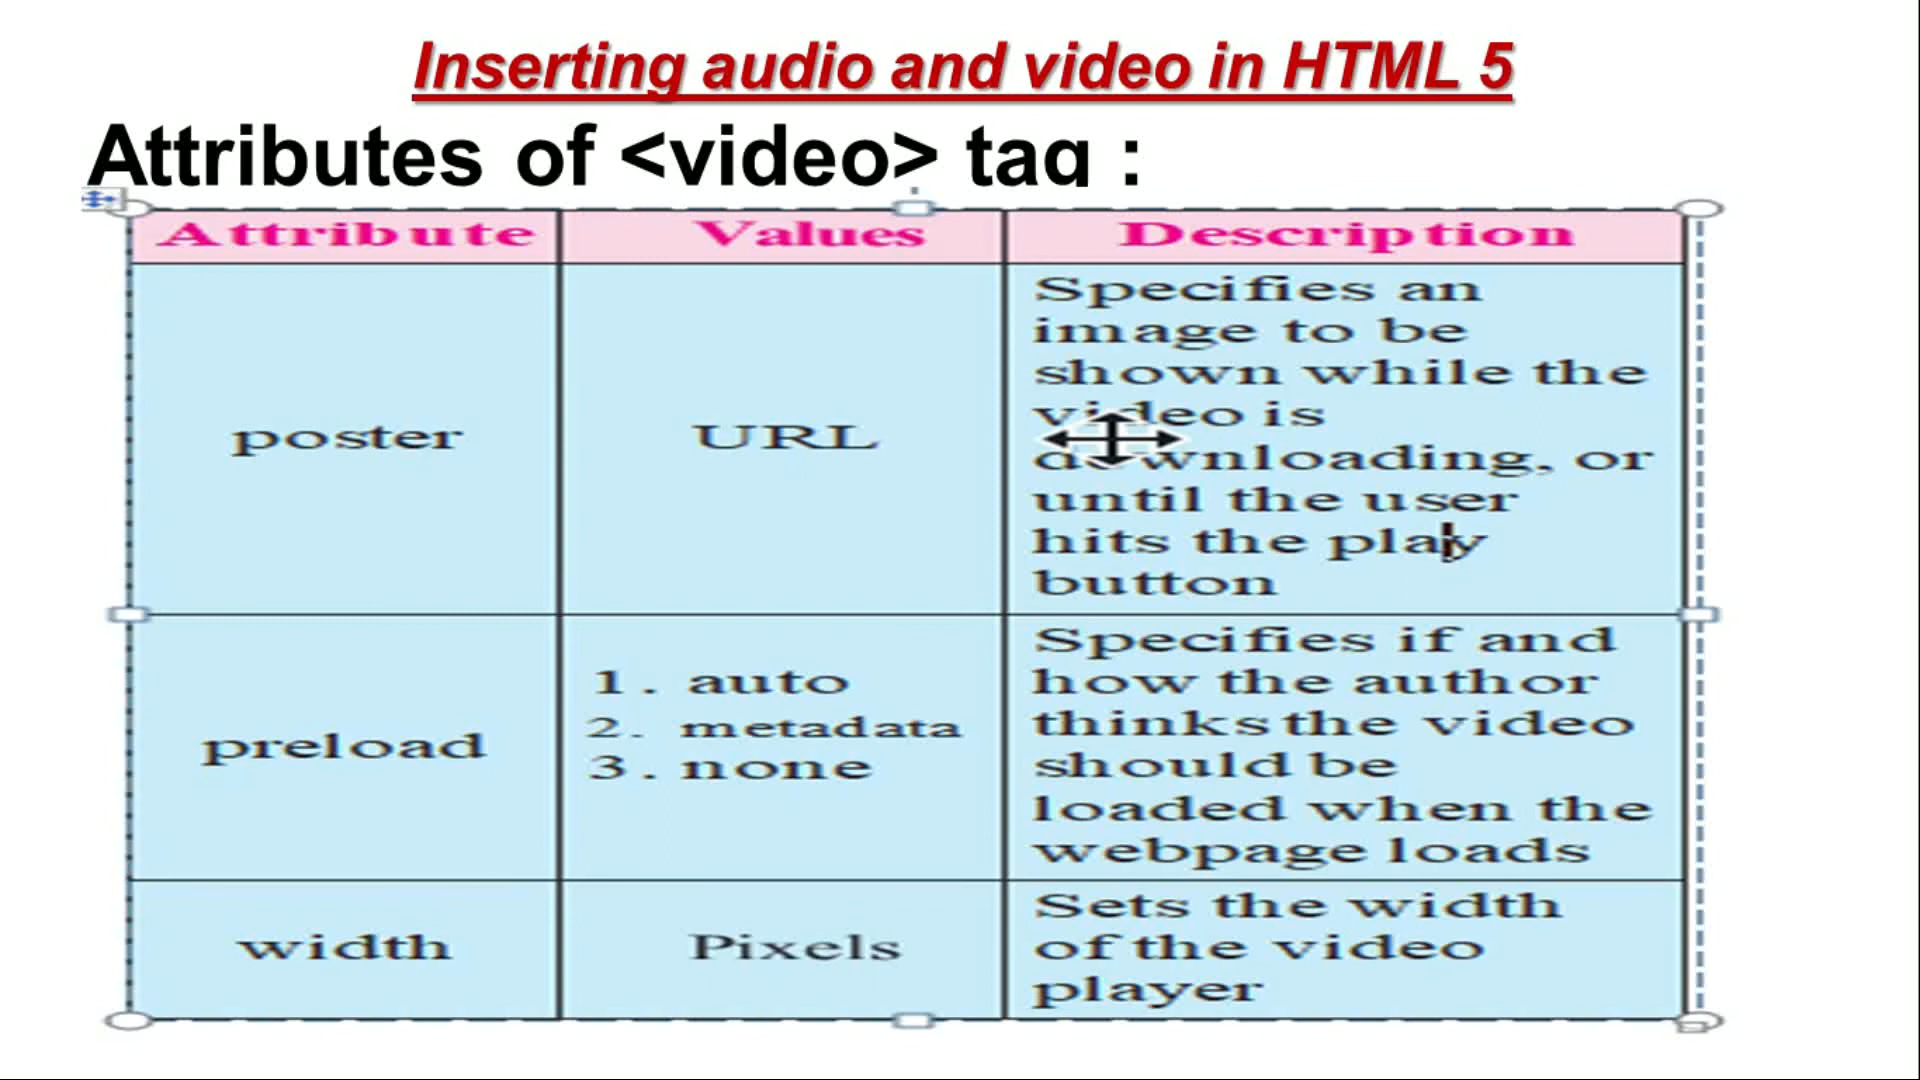 Inserting audio and video in HTML 5
Attributes of <video> tag :
Attribute Values Description
poster URL Specifies an
image to be
shown while the
video is
downloading, or
until the user
hits the play
button
preload
1. auto
2. metadata
3. none
Specifies if and
how the author
thinks the video
should be
loaded when the
webpage loads
width Pixels Sets the width
of the video
player